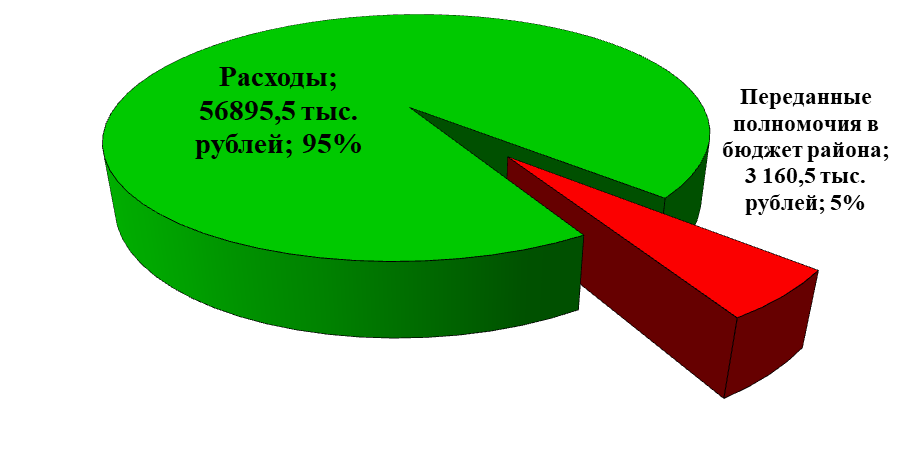 Расходы;
56895,5 тыс.
рублей; 95%
Переданные
полномочия в
бюджет района;
3 160,5 тыс.
рублей; 5%